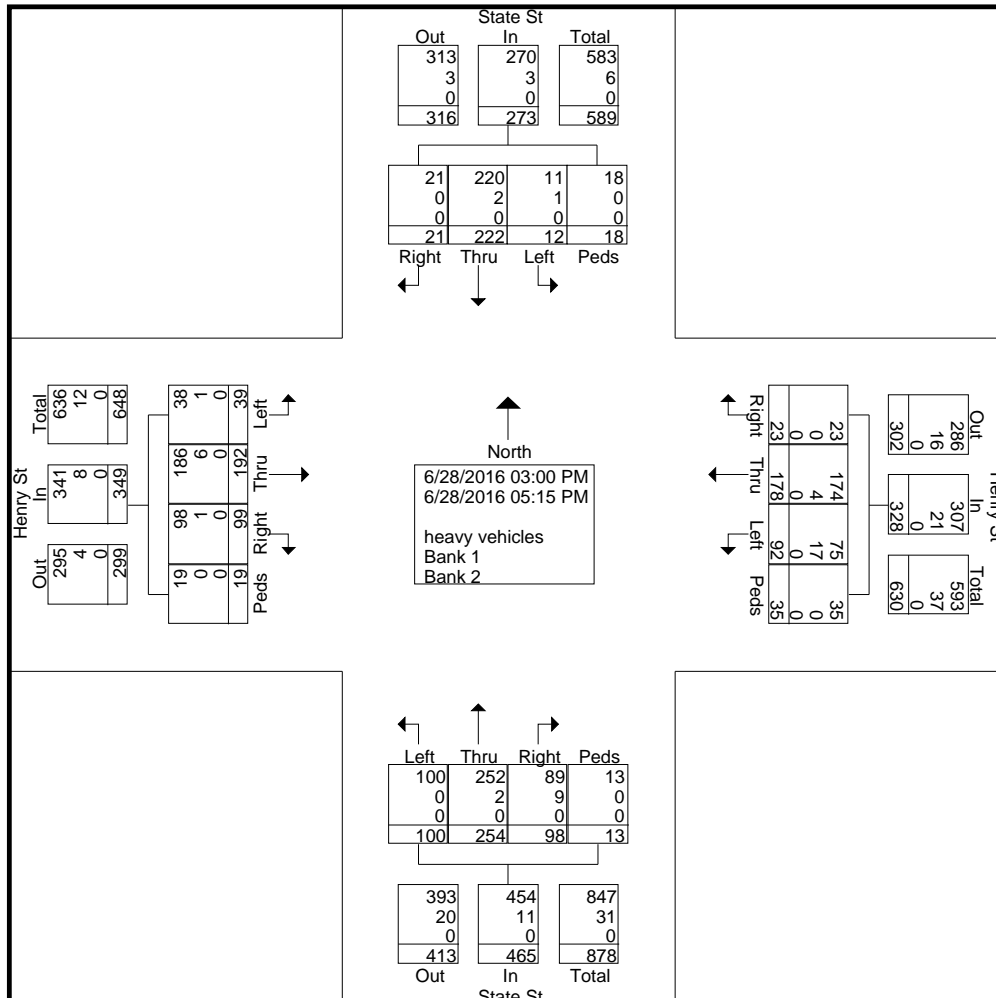 State St
Out In Total
313 270 583
3 3 6
0 0 0
316 273 589
21 220 11 18
0 2 1 0
0 0 0 0
21 222 12 18
Right Thru Left Peds
Henry St
Total
636
12
0
648
In
341
8
0
349
Out
295
4
0
299
38
1
0
39
Left
186
6
0
192
Thru
98
1
0
99
Right
19
0
0
19
Peds
North
6/28/2016 03:00 PM
6/28/2016 05:15 PM
heavy vehicles
Bank 1
Bank 2
Right
23
0
0
23
Thru
174
4
0
178
Left
75
17
0
92
Peds
35
0
0
35
Out
286
16
0
302
In
307
21
0
328
Total
593
37
0
630
Henry St
Left Thru Right Peds
100 252 89 13
0 2 9 0
0 0 0 0
100 254 98 13
393 454 847
20 11 31
0 0 0
413 465 878
Out In Total
State St